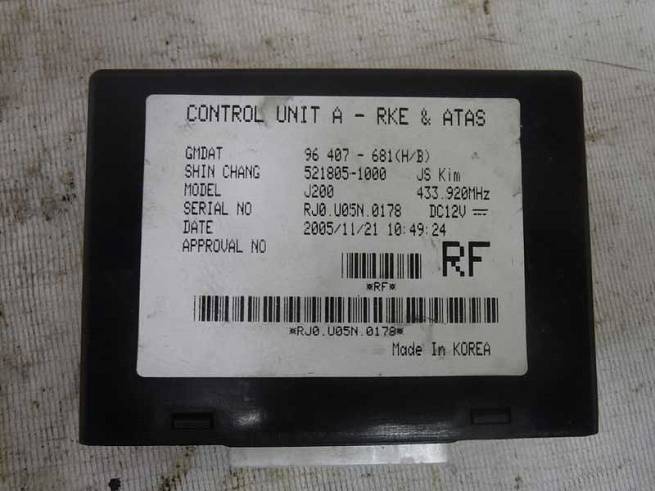 CONTROL UNIT A - RKE & ATAS
GMDAT 96 407 - 681(H/B)
SHIN CHANG 521805-1000 JS Kim
MODEL J200 433.920MHz
SERIAL NO RJ0.U05N.0178 DC12V ⎓
DATE 2005/11/21 10:49:24
APPROVAL NO
RF
*RF*
*RJ0.U05N.0178*
Made In KOREA